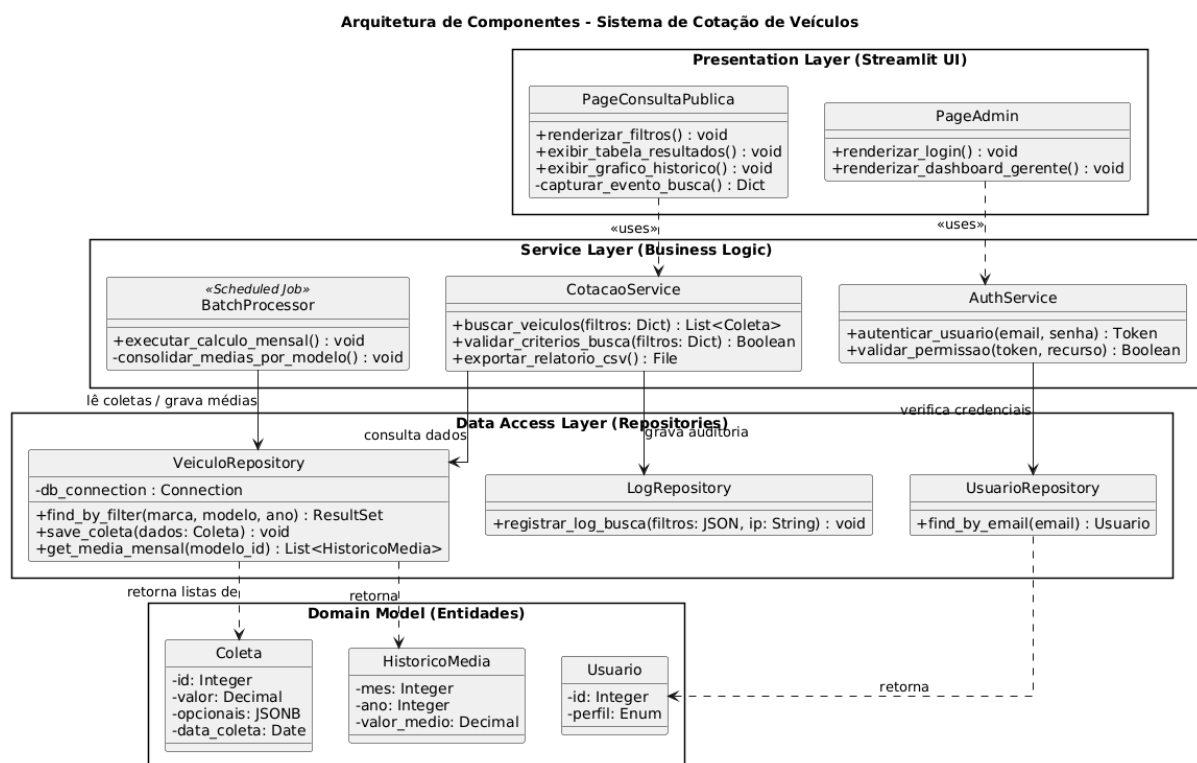 Arquitetura de Componentes - Sistema de Cotação de Veículos
Presentation Layer (Streamlit UI)
PageConsultaPublica
+renderizar_filtros() : void
+exibir_tabela_resultados() : void
+exibir_grafico_historico() : void
-capturar_evento_busca() : Dict
PageAdmin
+renderizar_login() : void
+renderizar_dashboard_gerente() : void
«uses»
«uses»
Service Layer (Business Logic)
«Scheduled Job»
BatchProcessor
+executar_calculo_mensal() : void
-consolidar_medias_por_modelo() : void
CotacaoService
+buscar_veiculos(filtros: Dict) : List<Coleta>
+validar_criterios_busca(filtros: Dict) : Boolean
+exportar_relatorio_csv() : File
AuthService
+autenticar_usuario(email, senha) : Token
+validar_permissao(token, recurso) : Boolean
lê coletas / grava médias
consulta dados
grava auditoria
verifica credenciais
Data Access Layer (Repositories)
VeiculoRepository
-db_connection : Connection
+find_by_filter(marca, modelo, ano) : ResultSet
+save_coleta(dados: Coleta) : void
+get_media_mensal(modelo_id) : List<HistoricoMedia>
LogRepository
+registrar_log_busca(filtros: JSON, ip: String) : void
UsuarioRepository
+find_by_email(email) : Usuario
retorna listas de
retorna
retorna
Domain Model (Entidades)
Coleta
-id: Integer
-valor: Decimal
-opcionais: JSONB
-data_coleta: Date
HistoricoMedia
-mes: Integer
-ano: Integer
-valor_medio: Decimal
Usuario
-id: Integer
-perfil: Enum